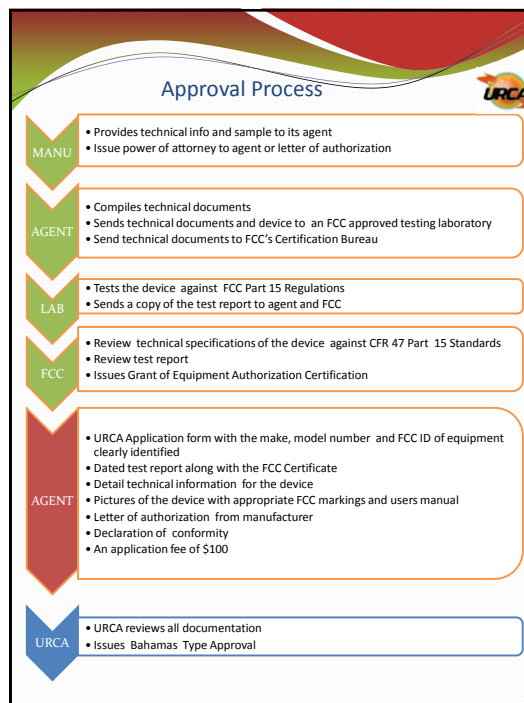 Approval Process
URCA
MANU
• Provides technical info and sample to its agent
• Issue power of attorney to agent or letter of authorization
AGENT
• Compiles technical documents
• Sends technical documents and device to an FCC approved testing laboratory
• Send technical documents to FCC's Certification Bureau
LAB
• Tests the device against FCC Part 15 Regulations
• Sends a copy of the test report to agent and FCC
FCC
• Review technical specifications of the device against CFR 47 Part 15 Standards
• Review test report
• Issues Grant of Equipment Authorization Certification
AGENT
• URCA Application form with the make, model number and FCC ID of equipment
clearly identified
• Dated test report along with the FCC Certificate
• Detail technical information for the device
• Pictures of the device with appropriate FCC markings and users manual
• Letter of authorization from manufacturer
• Declaration of conformity
• An application fee of $100
URCA
• URCA reviews all documentation
• Issues Bahamas Type Approval